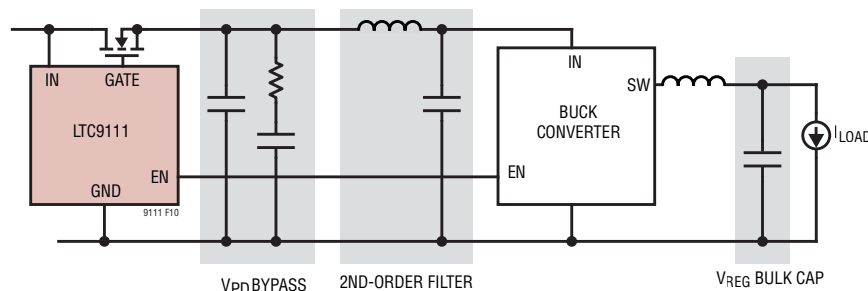 IN
GATE
LTC9111
EN
GND
9111 F10
IN
SW
BUCK
CONVERTER
EN
ILOAD
VPD BYPASS
2ND-ORDER FILTER
VREG BULK CAP